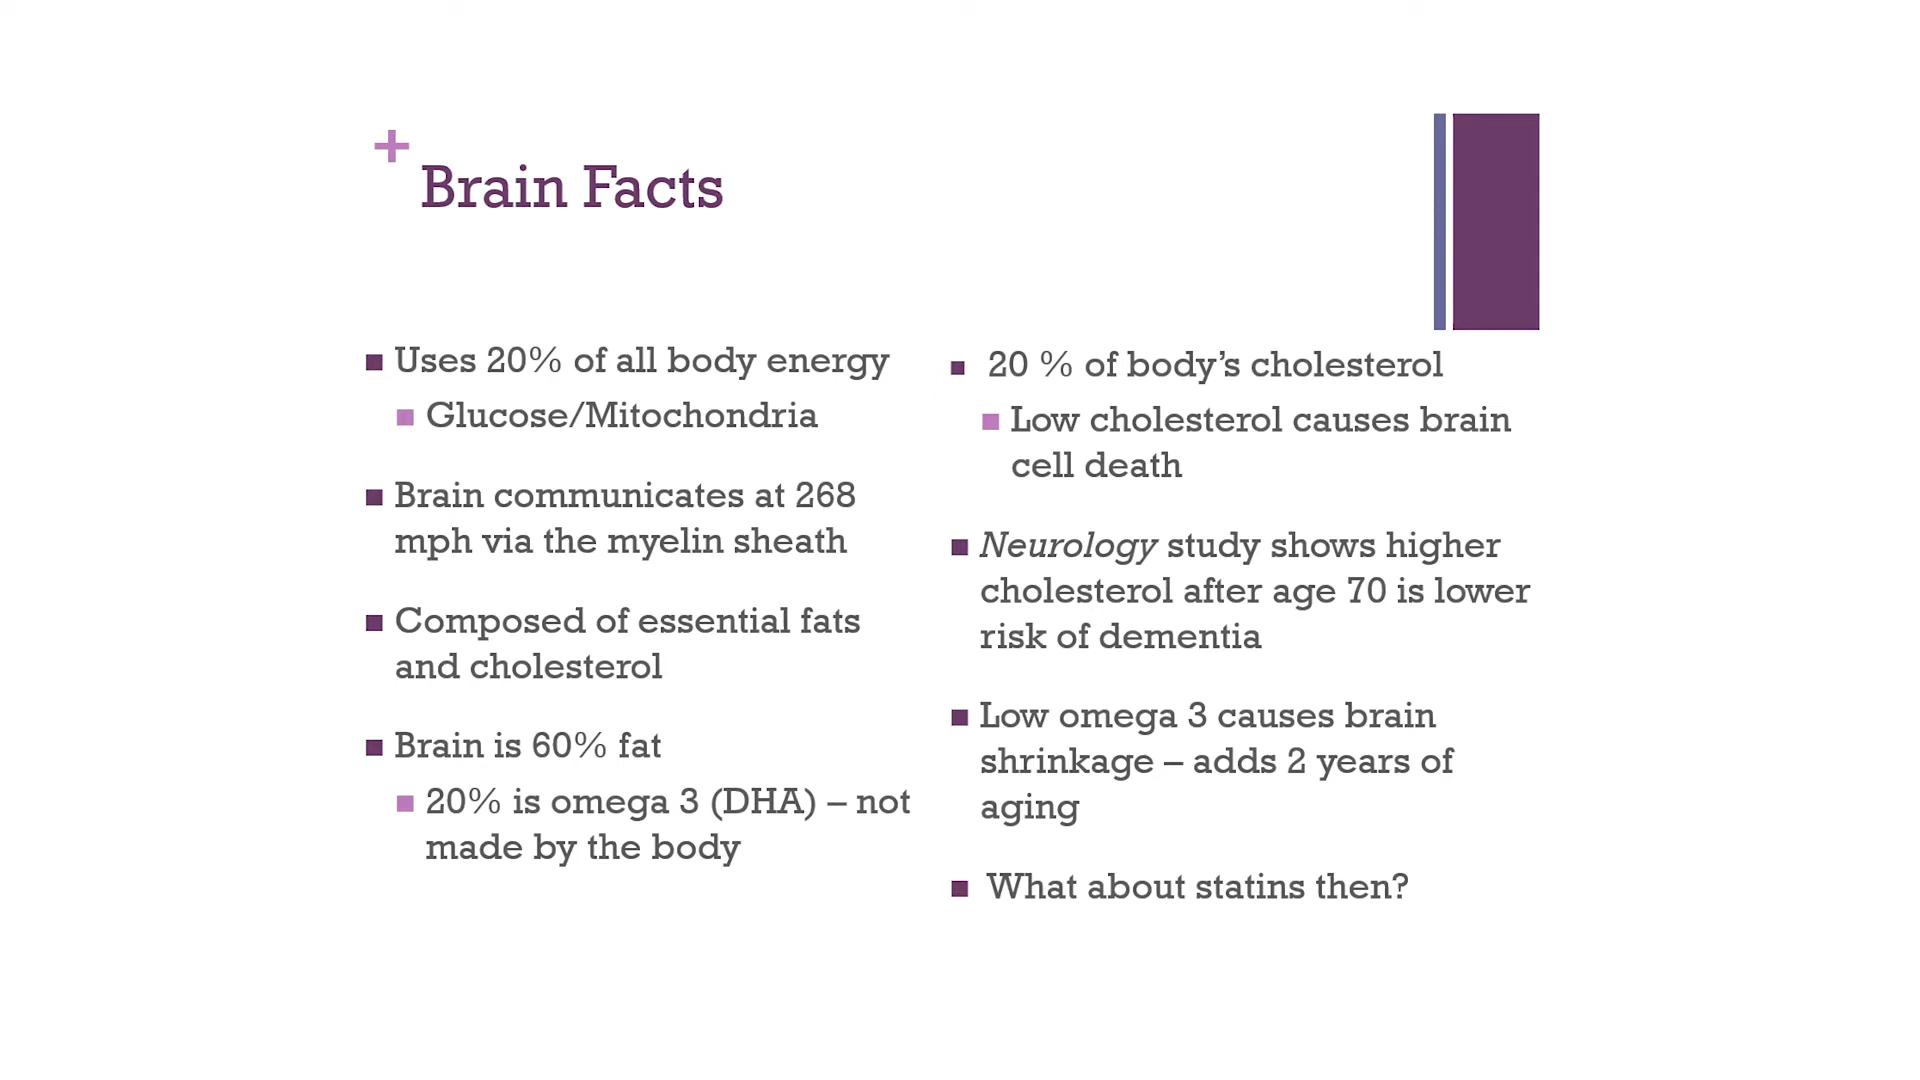 +
Brain Facts
Uses 20% of all body energy
Glucose/Mitochondria
Brain communicates at 268
mph via the myelin sheath
Composed of essential fats
and cholesterol
Brain is 60% fat
20% is omega 3 (DHA) – not
made by the body
20 % of body’s cholesterol
Low cholesterol causes brain
cell death
Neurology study shows higher
cholesterol after age 70 is lower
risk of dementia
Low omega 3 causes brain
shrinkage – adds 2 years of
aging
What about statins then?